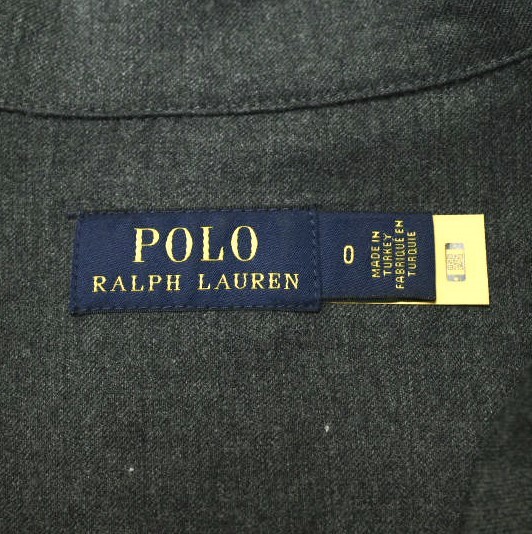 POLO
RALPH LAUREN
0
MADE IN
TURKEY
FABRIQUÉ EN
TURQUIE